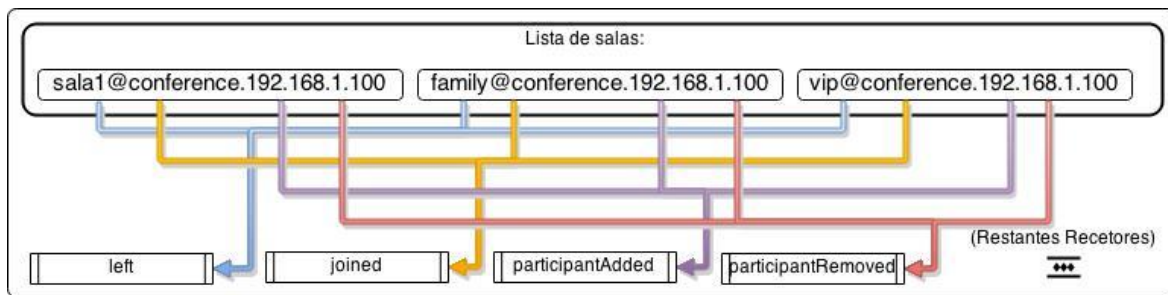 Lista de salas:
sala1@conference.192.168.1.100 family@conference.192.168.1.100 vip@conference.192.168.1.100
(Restantes Recetores)
left joined participantAdded participantRemoved